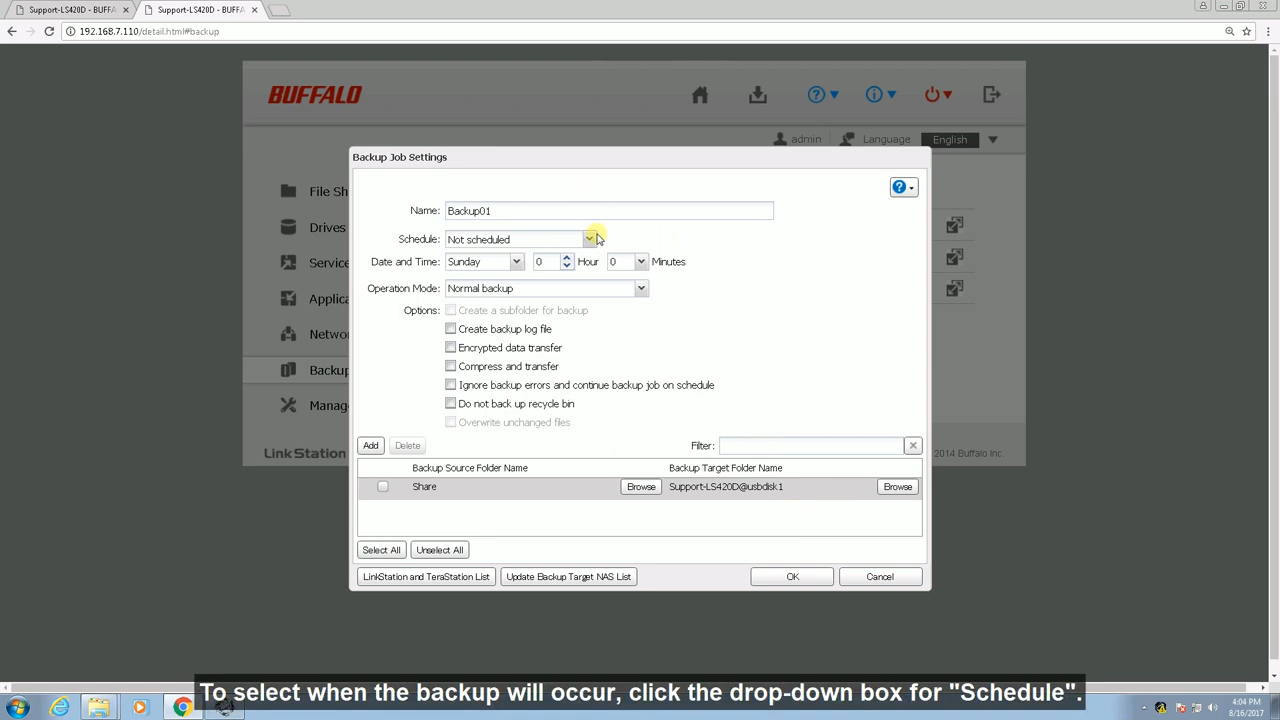 Support-LS420D - BUFFA
Support-LS420D - BUFFA
192.168.7.110/detail.html#backup
BUFFALO
admin
Language
English
File Sh
Drives
Service
Applica
Netwo
Backup
Manag
LinkStation
2014 Buffalo Inc.
Backup Job Settings
Name: Backup01
Schedule: Not scheduled
Date and Time: Sunday 0 Hour 0 Minutes
Operation Mode: Normal backup
Options: Create a subfolder for backup
Create backup log file
Encrypted data transfer
Compress and transfer
Ignore backup errors and continue backup job on schedule
Do not back up recycle bin
Overwrite unchanged files
Add Delete Filter:
Backup Source Folder Name Backup Target Folder Name
Share Browse Support-LS420D@usbdisk1 Browse
Select All Unselect All
LinkStation and TeraStation List Update Backup Target NAS List OK Cancel
To select when the backup will occur, click the drop-down box for "Schedule".
4:04 PM
8/16/2017